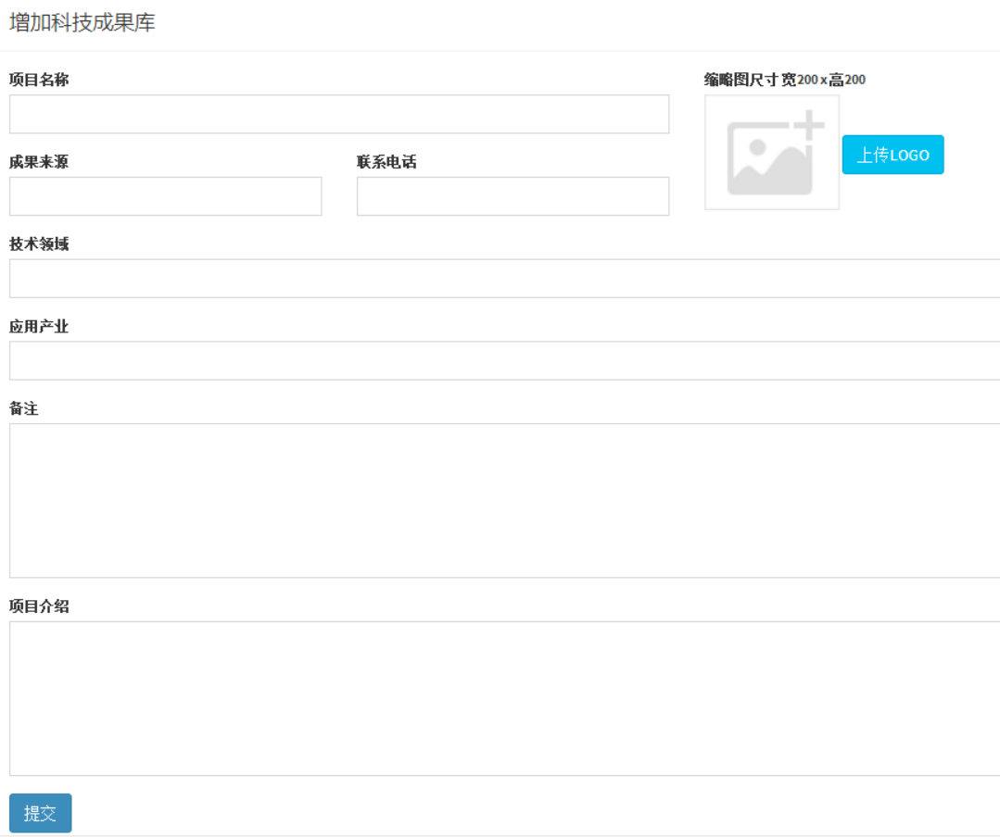 增加科技成果库
项目名称
缩略图尺寸 宽200 x 高200
上传LOGO
成果来源
联系电话
技术领域
应用产业
备注
项目介绍
提交